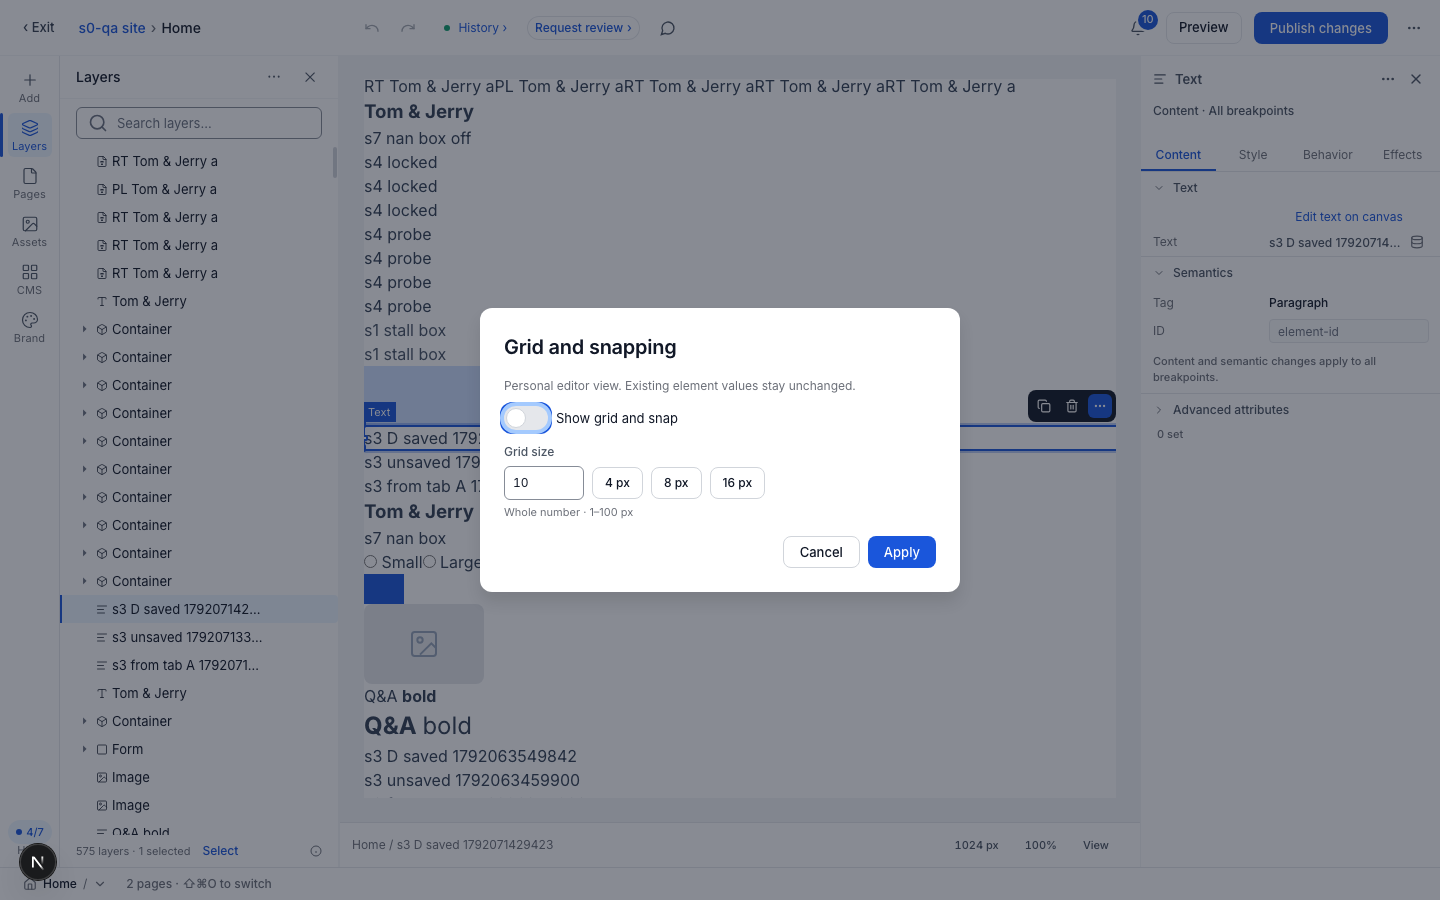 ‹ Exit
s0-qa site › Home
History ›
Request review ›
10
Preview
Publish changes
Add
Layers
Pages
Assets
CMS
Brand
4/7
N
Layers
Search layers...
RT Tom & Jerry a
PL Tom & Jerry a
RT Tom & Jerry a
RT Tom & Jerry a
RT Tom & Jerry a
Tom & Jerry
Container
Container
Container
Container
Container
Container
Container
Container
Container
Container
s3 D saved 179207142...
s3 unsaved 179207133...
s3 from tab A 1792071...
Tom & Jerry
Container
Form
Image
Image
Q&A bold
575 layers · 1 selected Select
RT Tom & Jerry aPL Tom & Jerry aRT Tom & Jerry aRT Tom & Jerry aRT Tom & Jerry a
Tom & Jerry
s7 nan box off
s4 locked
s4 locked
s4 locked
s4 probe
s4 probe
s4 probe
s4 probe
s1 stall box
s1 stall box
Text
s3 D saved 1792
s3 unsaved 179
s3 from tab A 17
Tom & Jerry
s7 nan box
Small Large
Q&A bold
Q&A bold
s3 D saved 1792063549842
s3 unsaved 1792063459900
Grid and snapping
Personal editor view. Existing element values stay unchanged.
Show grid and snap
Grid size
10 4 px 8 px 16 px
Whole number · 1–100 px
Cancel Apply
Text
Content · All breakpoints
Content Style Behavior Effects
Text
Edit text on canvas
Text s3 D saved 17920714...
Semantics
Tag Paragraph
ID element-id
Content and semantic changes apply to all
breakpoints.
Advanced attributes
0 set
Home / s3 D saved 1792071429423
1024 px 100% View
Home / 2 pages · ⇧⌘O to switch